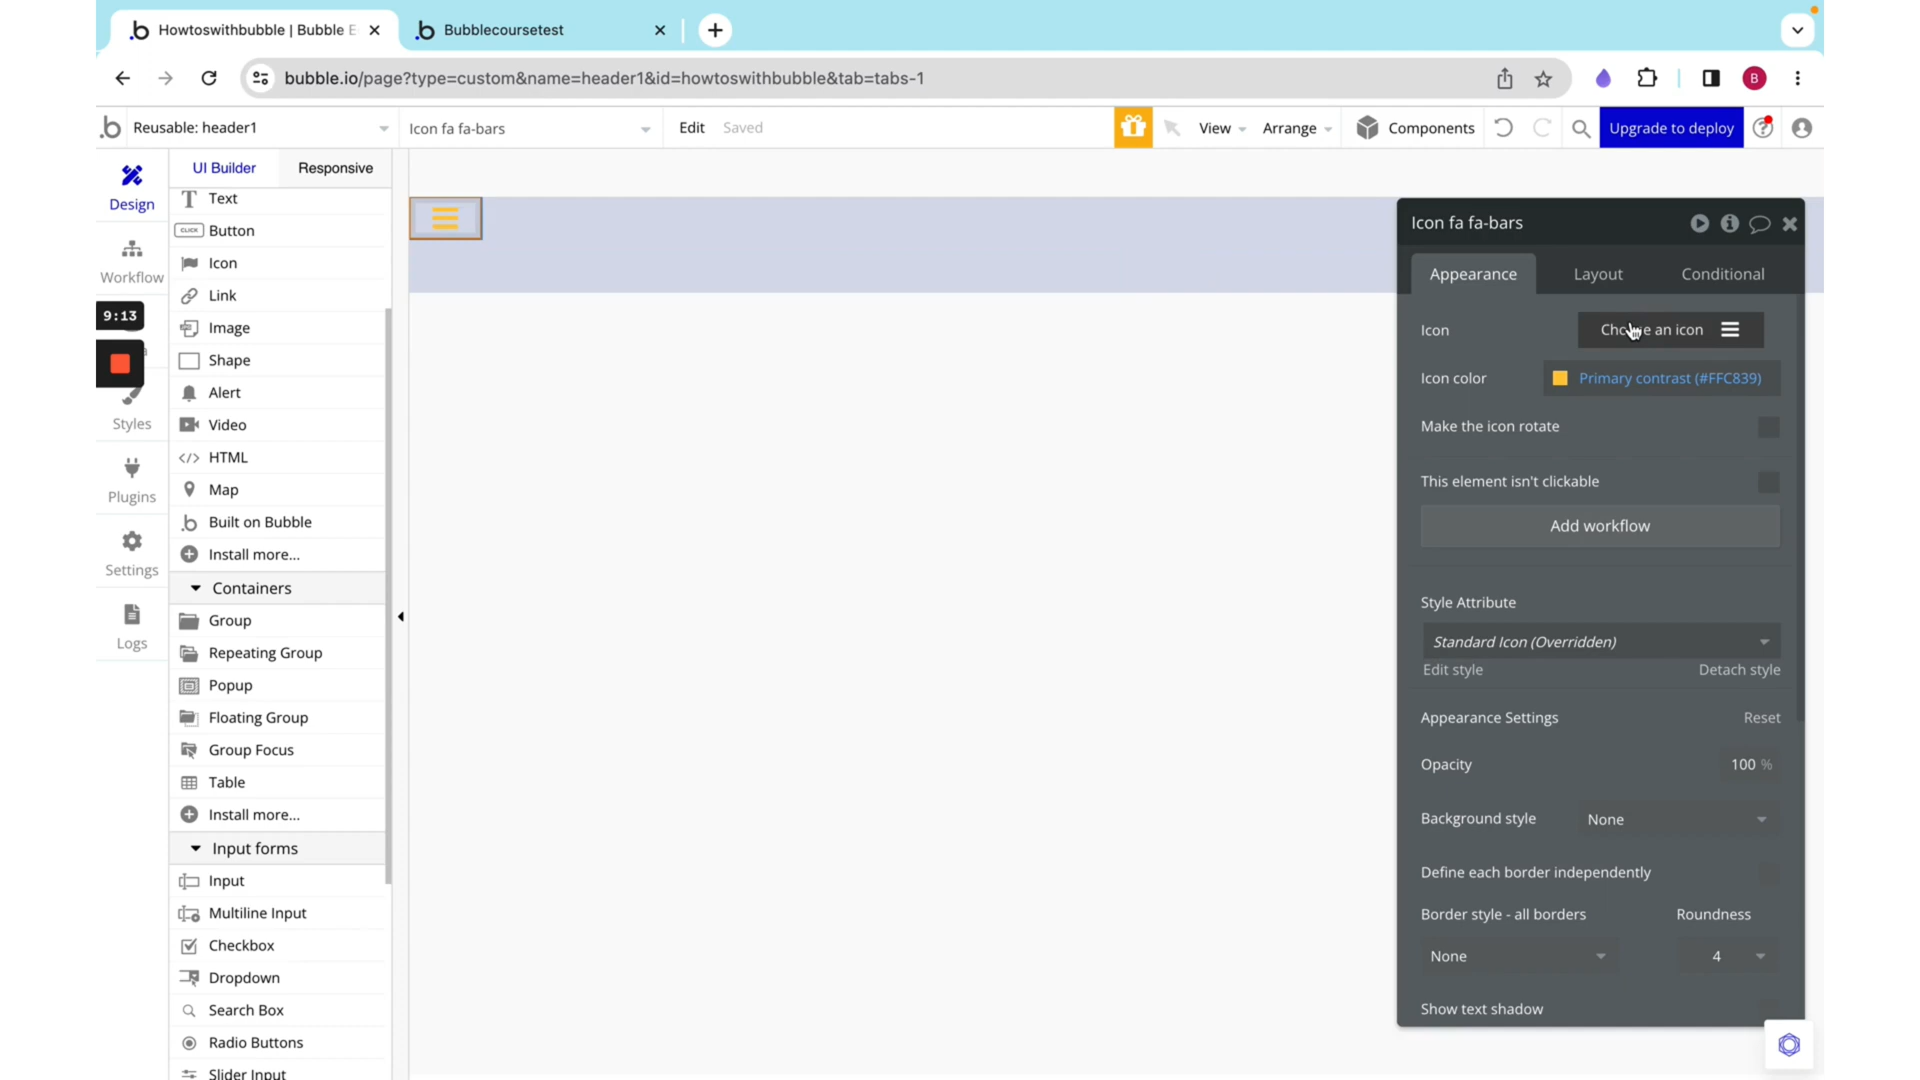 Howtoswithbubble | Bubble E
Bubblecoursetest
bubble.io/page?type=custom&name=header1&id=howtoswithbubble&tab=tabs-1
B
Reusable: header1
Icon fa fa-bars
Edit
Saved
View
Arrange
Components
Upgrade to deploy
Design
Workflow
9:13
Styles
Plugins
Settings
Logs
UI Builder
Responsive
Text
CLICK Button
Icon
Link
Image
Shape
Alert
Video
</> HTML
Map
Built on Bubble
Install more...
Containers
Group
Repeating Group
Popup
Floating Group
Group Focus
Table
Install more...
Input forms
Input
Multiline Input
Checkbox
Dropdown
Search Box
Radio Buttons
Slider Input
Icon fa fa-bars
Appearance
Layout
Conditional
Icon
Choose an icon
Icon color
Primary contrast (#FFC839)
Make the icon rotate
This element isn't clickable
Add workflow
Style Attribute
Standard Icon (Overridden)
Edit style
Detach style
Appearance Settings
Reset
Opacity
100 %
Background style
None
Define each border independently
Border style - all borders
Roundness
None
4
Show text shadow